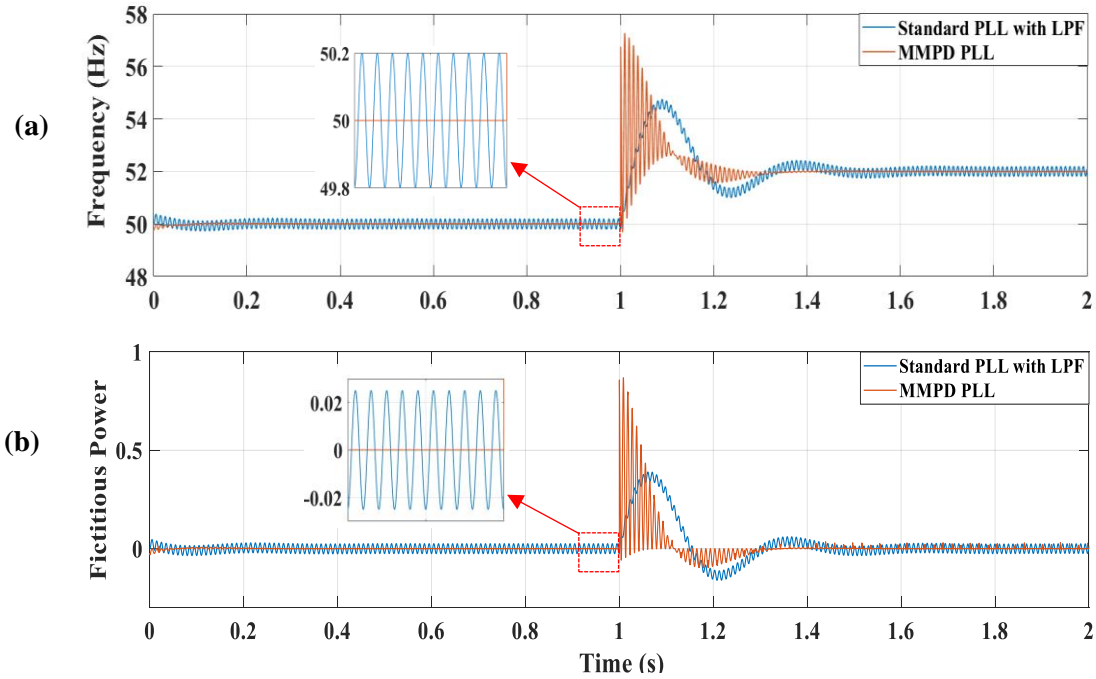 (a)
Frequency (Hz)
58
56
54
52
50
48
50.2
50
49.8
Standard PLL with LPF
MMPD PLL
0 0.2 0.4 0.6 0.8 1 1.2 1.4 1.6 1.8 2
(b)
Fictitious Power
1
0.5
0
0.02
0
-0.02
Standard PLL with LPF
MMPD PLL
0 0.2 0.4 0.6 0.8 1 1.2 1.4 1.6 1.8 2
Time (s)